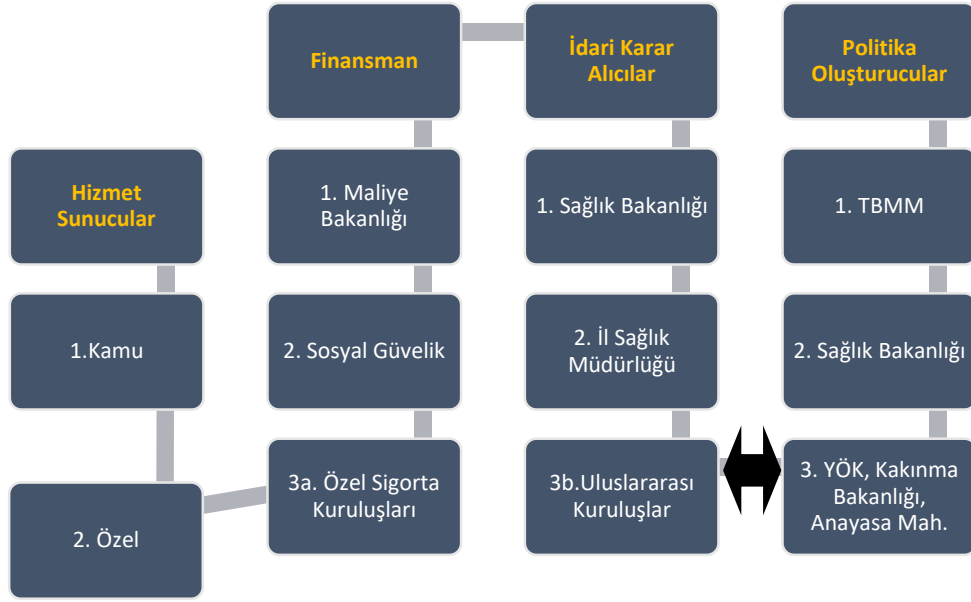 Hizmet
Sunucular
1.Kamu
2. Özel
Finansman
1. Maliye
Bakanlığı
2. Sosyal Güvelik
3a. Özel Sigorta
Kuruluşları
İdari Karar
Alıcılar
1. Sağlık Bakanlığı
2. İl Sağlık
Müdürlüğü
3b.Uluslararası
Kuruluşlar
Politika
Oluşturucular
1. TBMM
2. Sağlık Bakanlığı
3. YÖK, Kakınma
Bakanlığı,
Anayasa Mah.